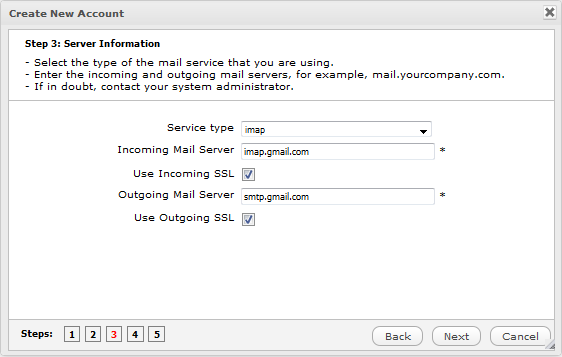 Create New Account
Step 3: Server Information
- Select the type of the mail service that you are using.
- Enter the incoming and outgoing mail servers, for example, mail.yourcompany.com.
- If in doubt, contact your system administrator.
Service type imap
Incoming Mail Server imap.gmail.com *
Use Incoming SSL
Outgoing Mail Server smtp.gmail.com *
Use Outgoing SSL
Steps: 1 2 3 4 5 Back Next Cancel